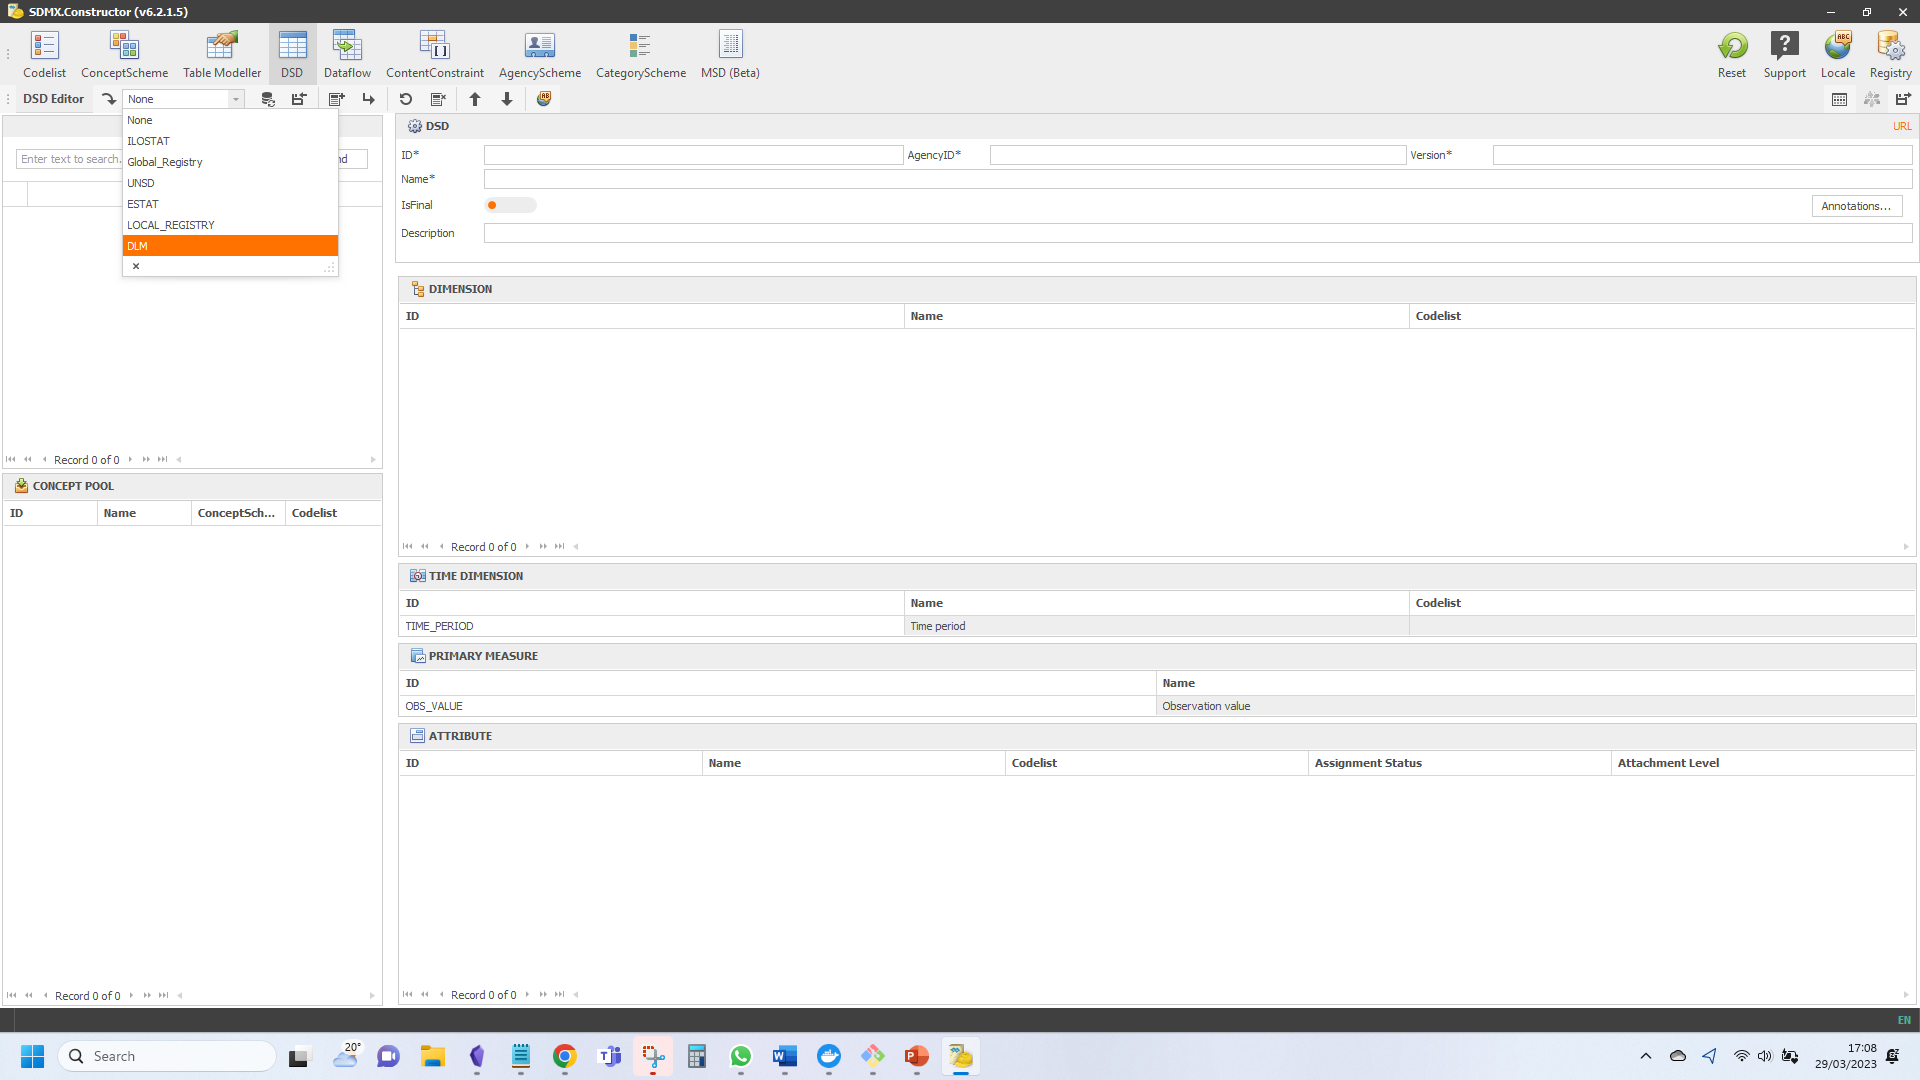 SDMX.Constructor (v6.2.1.5)
Codelist ConceptScheme Table Modeller DSD Dataflow ContentConstraint AgencyScheme CategoryScheme MSD (Beta) Reset Support Locale Registry
DSD Editor None
None
ILOSTAT
Global_Registry
UNSD
ESTAT
LOCAL_REGISTRY
DLM
Enter text to search.
Record 0 of 0
CONCEPT POOL
ID Name ConceptSch... Codelist
Record 0 of 0
DSD URL
ID* AgencyID* Version*
Name*
IsFinal Annotations...
Description
DIMENSION
ID Name Codelist
Record 0 of 0
TIME DIMENSION
ID Name Codelist
TIME_PERIOD Time period
PRIMARY MEASURE
ID Name
OBS_VALUE Observation value
ATTRIBUTE
ID Name Codelist Assignment Status Attachment Level
Record 0 of 0
EN
Search 20° 17:08
29/03/2023